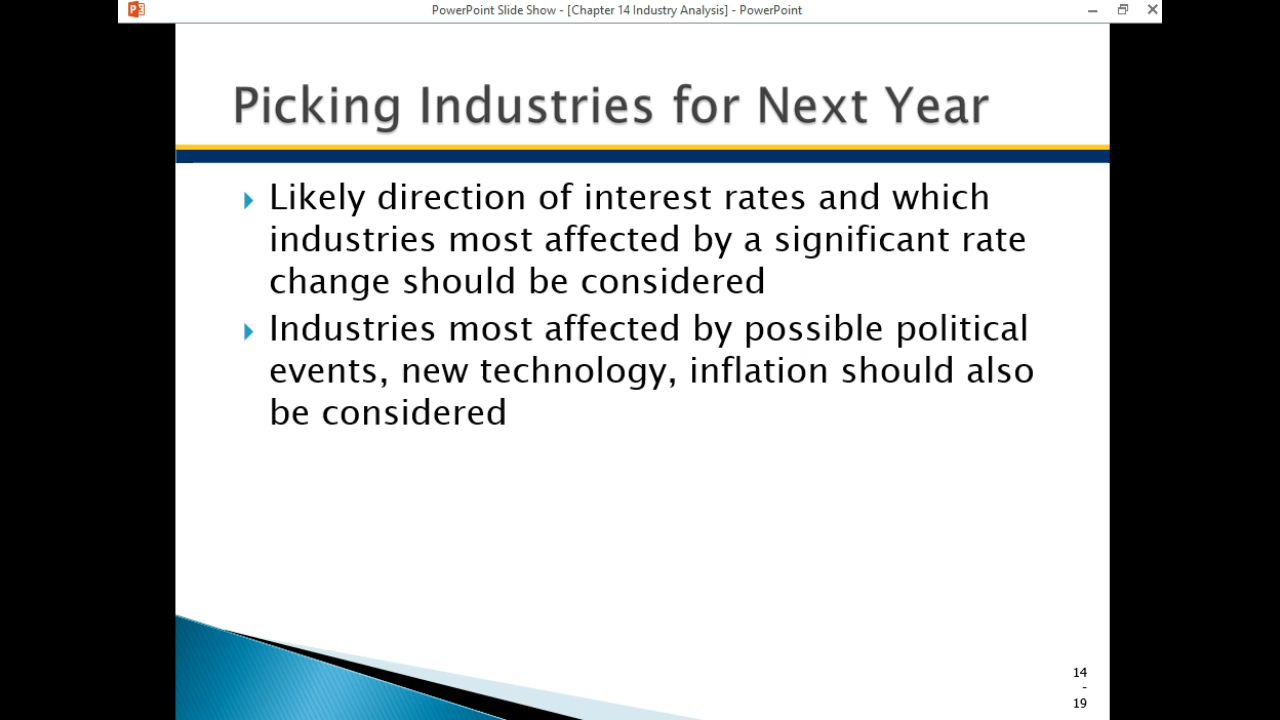 PowerPoint Slide Show - [Chapter 14 Industry Analysis] - PowerPoint
Picking Industries for Next Year
Likely direction of interest rates and which
industries most affected by a significant rate
change should be considered
Industries most affected by possible political
events, new technology, inflation should also
be considered
14
-
19